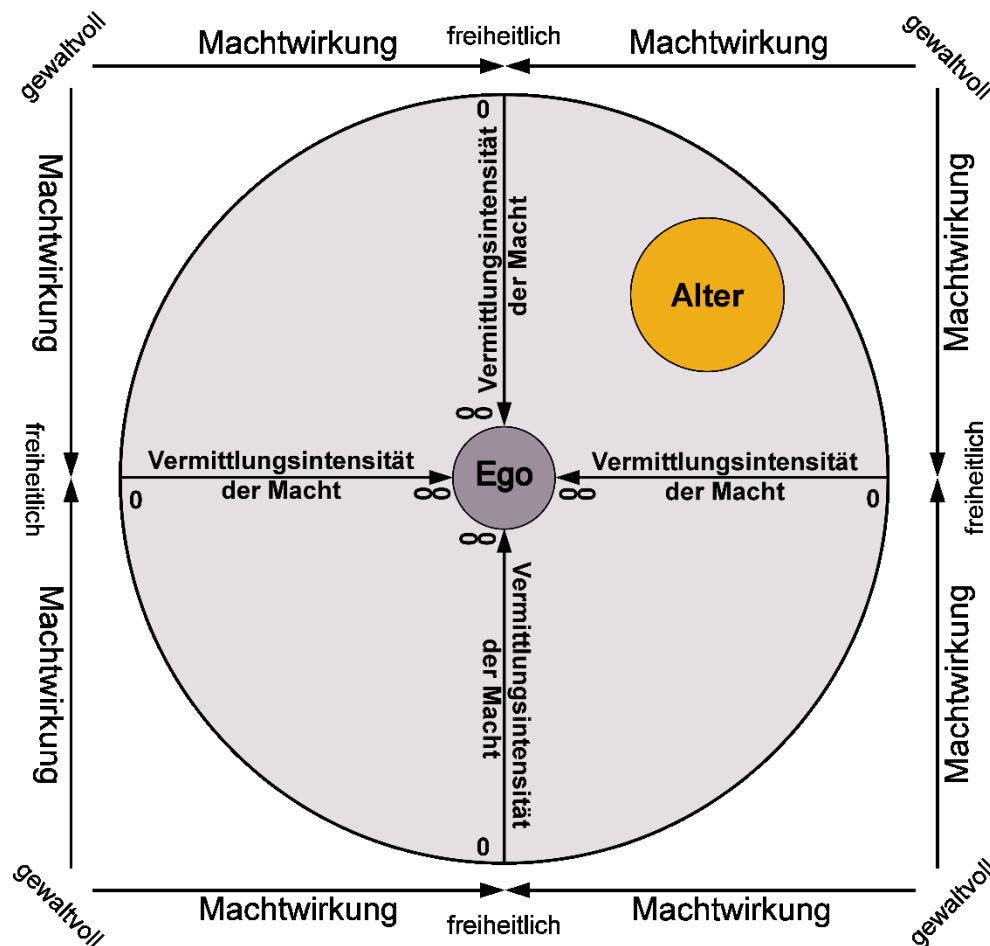 gewaltvoll
Machtwirkung
freiheitlich
Machtwirkung
gewaltvoll
0
Vermittlungsintensität
der Macht
Machtwirkung
Machtwirkung
Alter
∞
freiheitlich
freiheitlich
Vermittlungsintensität
der Macht
0
∞
Ego
∞
Vermittlungsintensität
der Macht
0
∞
Vermittlungsintensität
der Macht
Machtwirkung
Machtwirkung
0
gewaltvoll
Machtwirkung
freiheitlich
Machtwirkung
gewaltvoll